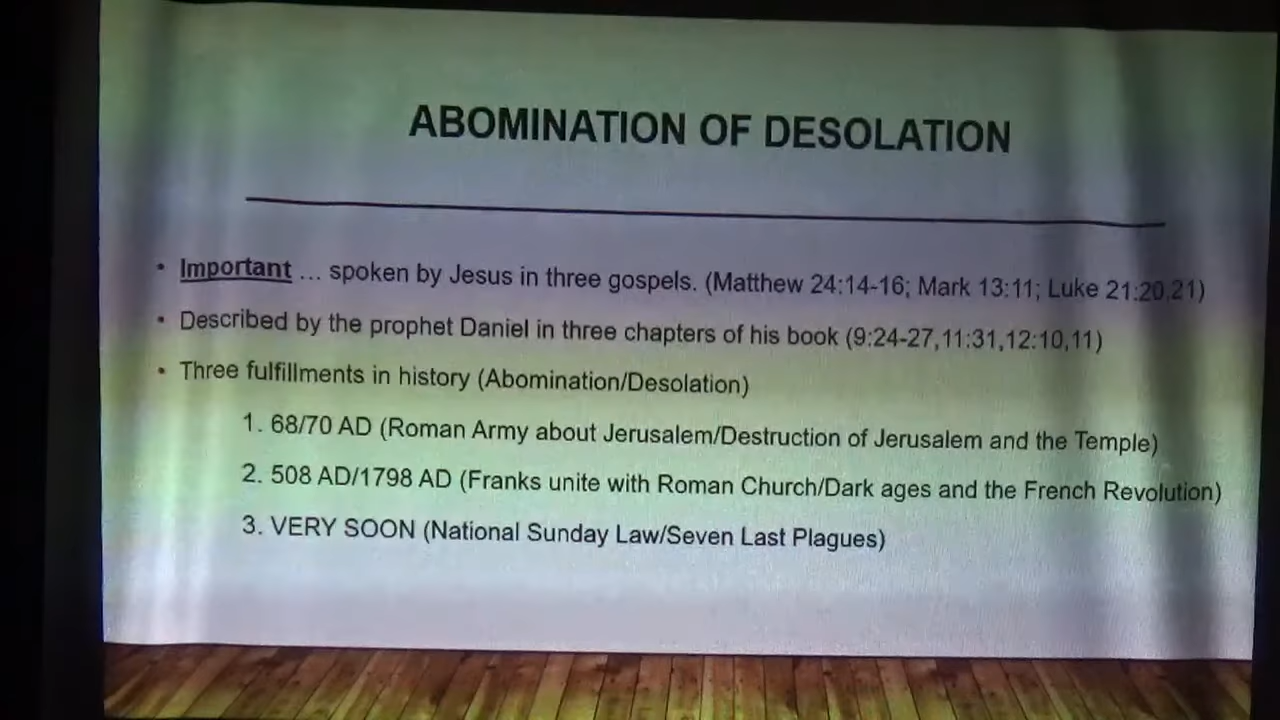 ABOMINATION OF DESOLATION
• Important ... spoken by Jesus in three gospels. (Matthew 24:14-16; Mark 13:11; Luke 21:20,21)
• Described by the prophet Daniel in three chapters of his book (9:24-27,11:31,12:10,11)
• Three fulfillments in history (Abomination/Desolation)
1. 68/70 AD (Roman Army about Jerusalem/Destruction of Jerusalem and the Temple)
2. 508 AD/1798 AD (Franks unite with Roman Church/Dark ages and the French Revolution)
3. VERY SOON (National Sunday Law/Seven Last Plagues)